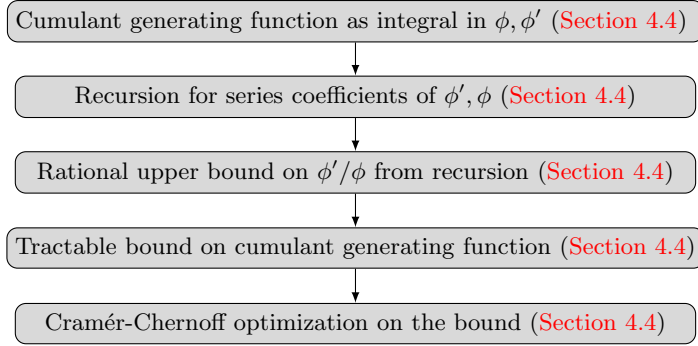 Cumulant generating function as integral in ϕ, ϕ′ (Section 4.4)
Recursion for series coefficients of ϕ′, ϕ (Section 4.4)
Rational upper bound on ϕ′/ϕ from recursion (Section 4.4)
Tractable bound on cumulant generating function (Section 4.4)
Cramér-Chernoff optimization on the bound (Section 4.4)